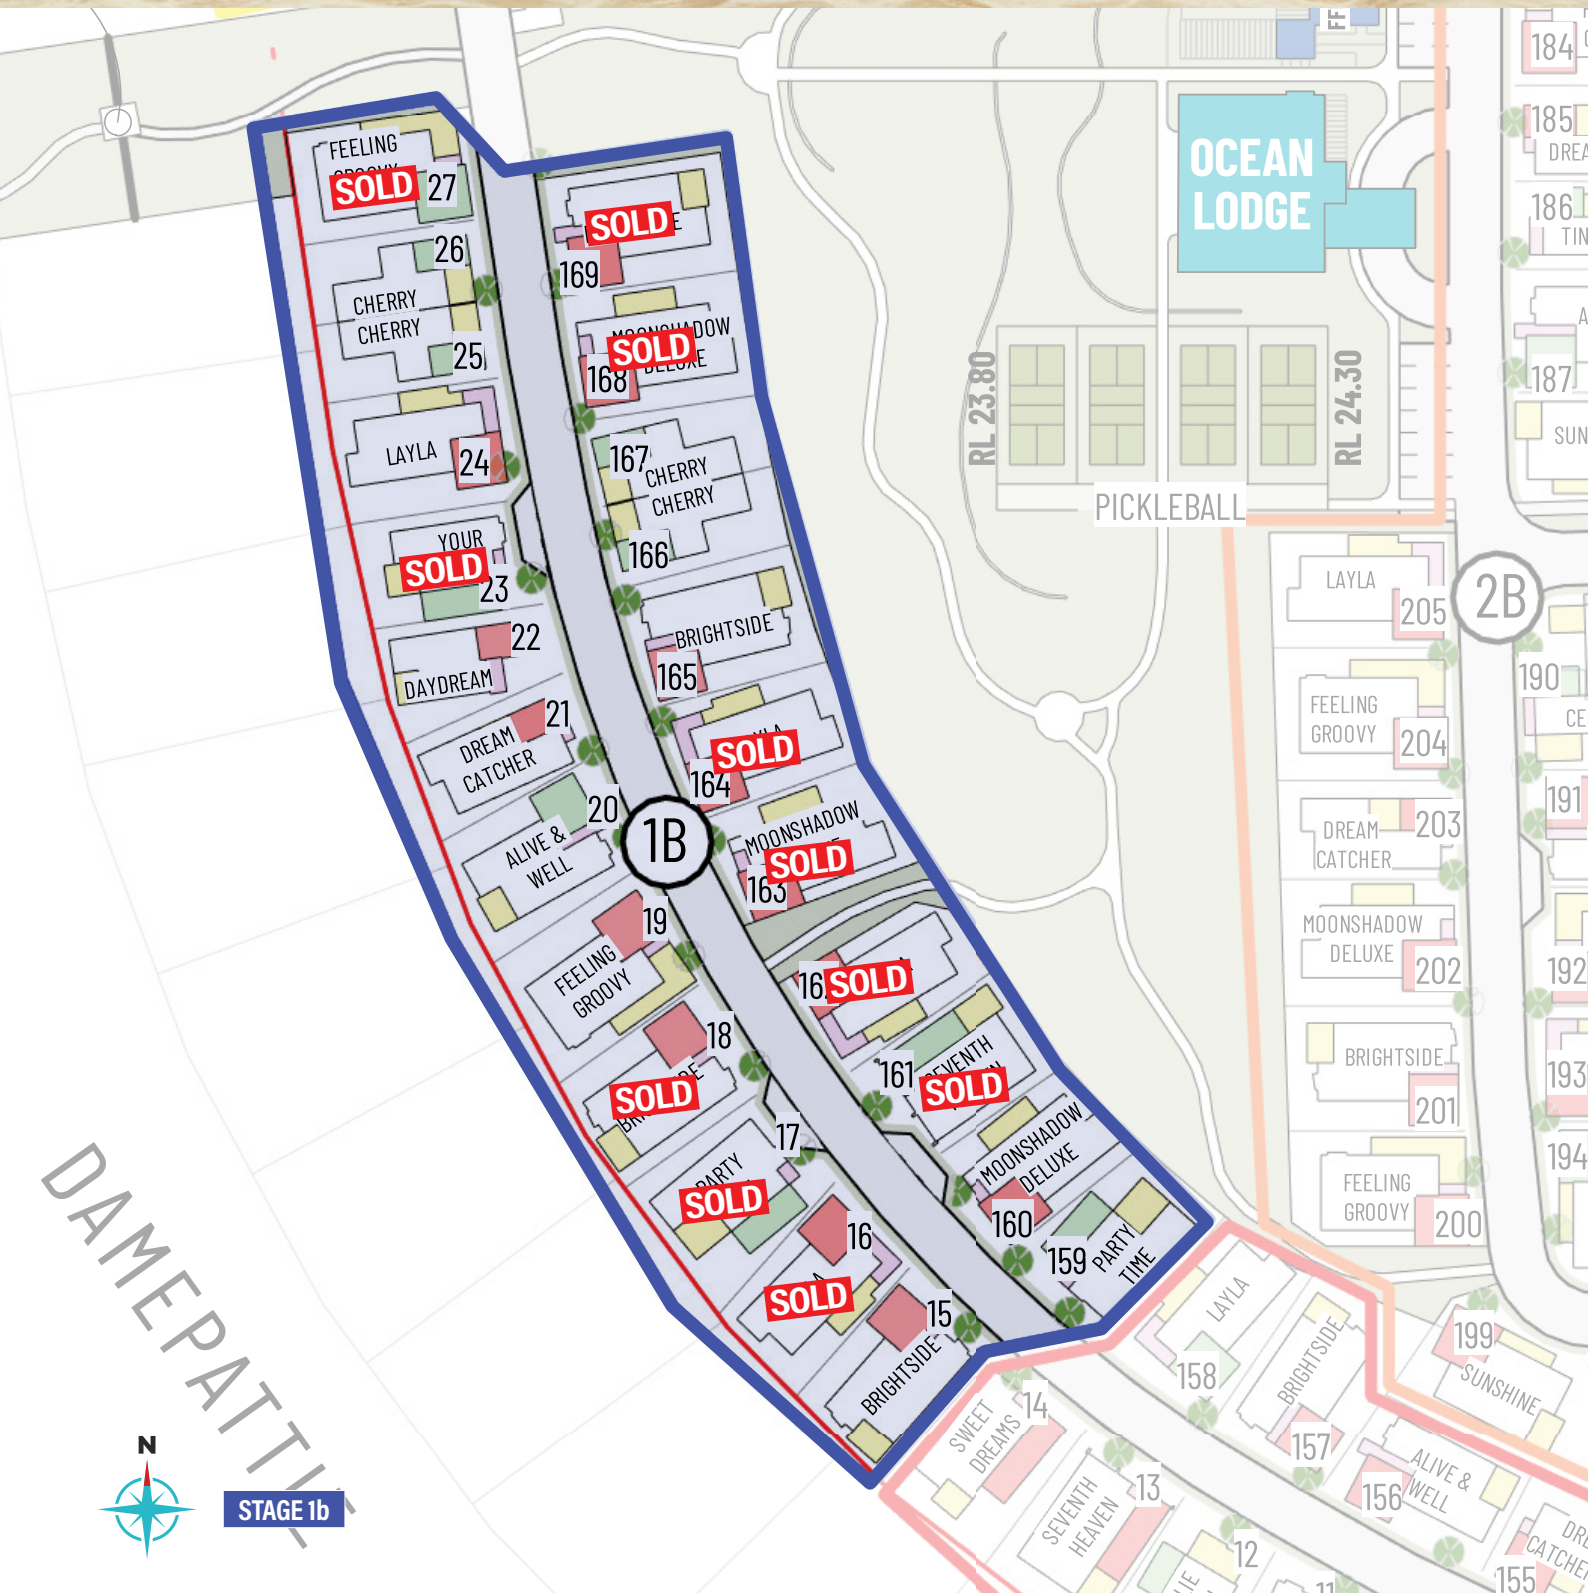 FEELING
SOLD
27
26
CHERRY
CHERRY
25
LAYLA
24
YOUR
SOLD
23
22
DAYDREAM
21
DREAM
CATCHER
20
ALIVE &
WELL
19
FEELING
GROOVY
18
SOLD
17
PARTY
SOLD
16
SOLD
15
BRIGHTSIDE
1B
SOLD
169
MOONSHADOW
SOLD
DELUXE
168
167
CHERRY
CHERRY
166
BRIGHTSIDE
165
SOLD
164
MOONSHADOW
SOLD
163
SOLD
161
SEVENTH
SOLD
MOONSHADOW
DELUXE
160
159
PARTY
TIME
OCEAN
LODGE
RL 23.80
RL 24.30
PICKLEBALL
FF
184
185
186
187
2B
LAYLA
205
FEELING
GROOVY
204
203
DREAM
CATCHER
MOONSHADOW
DELUXE
202
BRIGHTSIDE
201
FEELING
GROOVY
200
190
191
192
193
194
199
SUNSHINE
LAYLA
158
BRIGHTSIDE
157
ALIVE &
WELL
156
155
SWEET
DREAMS
14
SEVENTH
HEAVEN
13
12
11
DAMEPATTIE
N
STAGE 1b